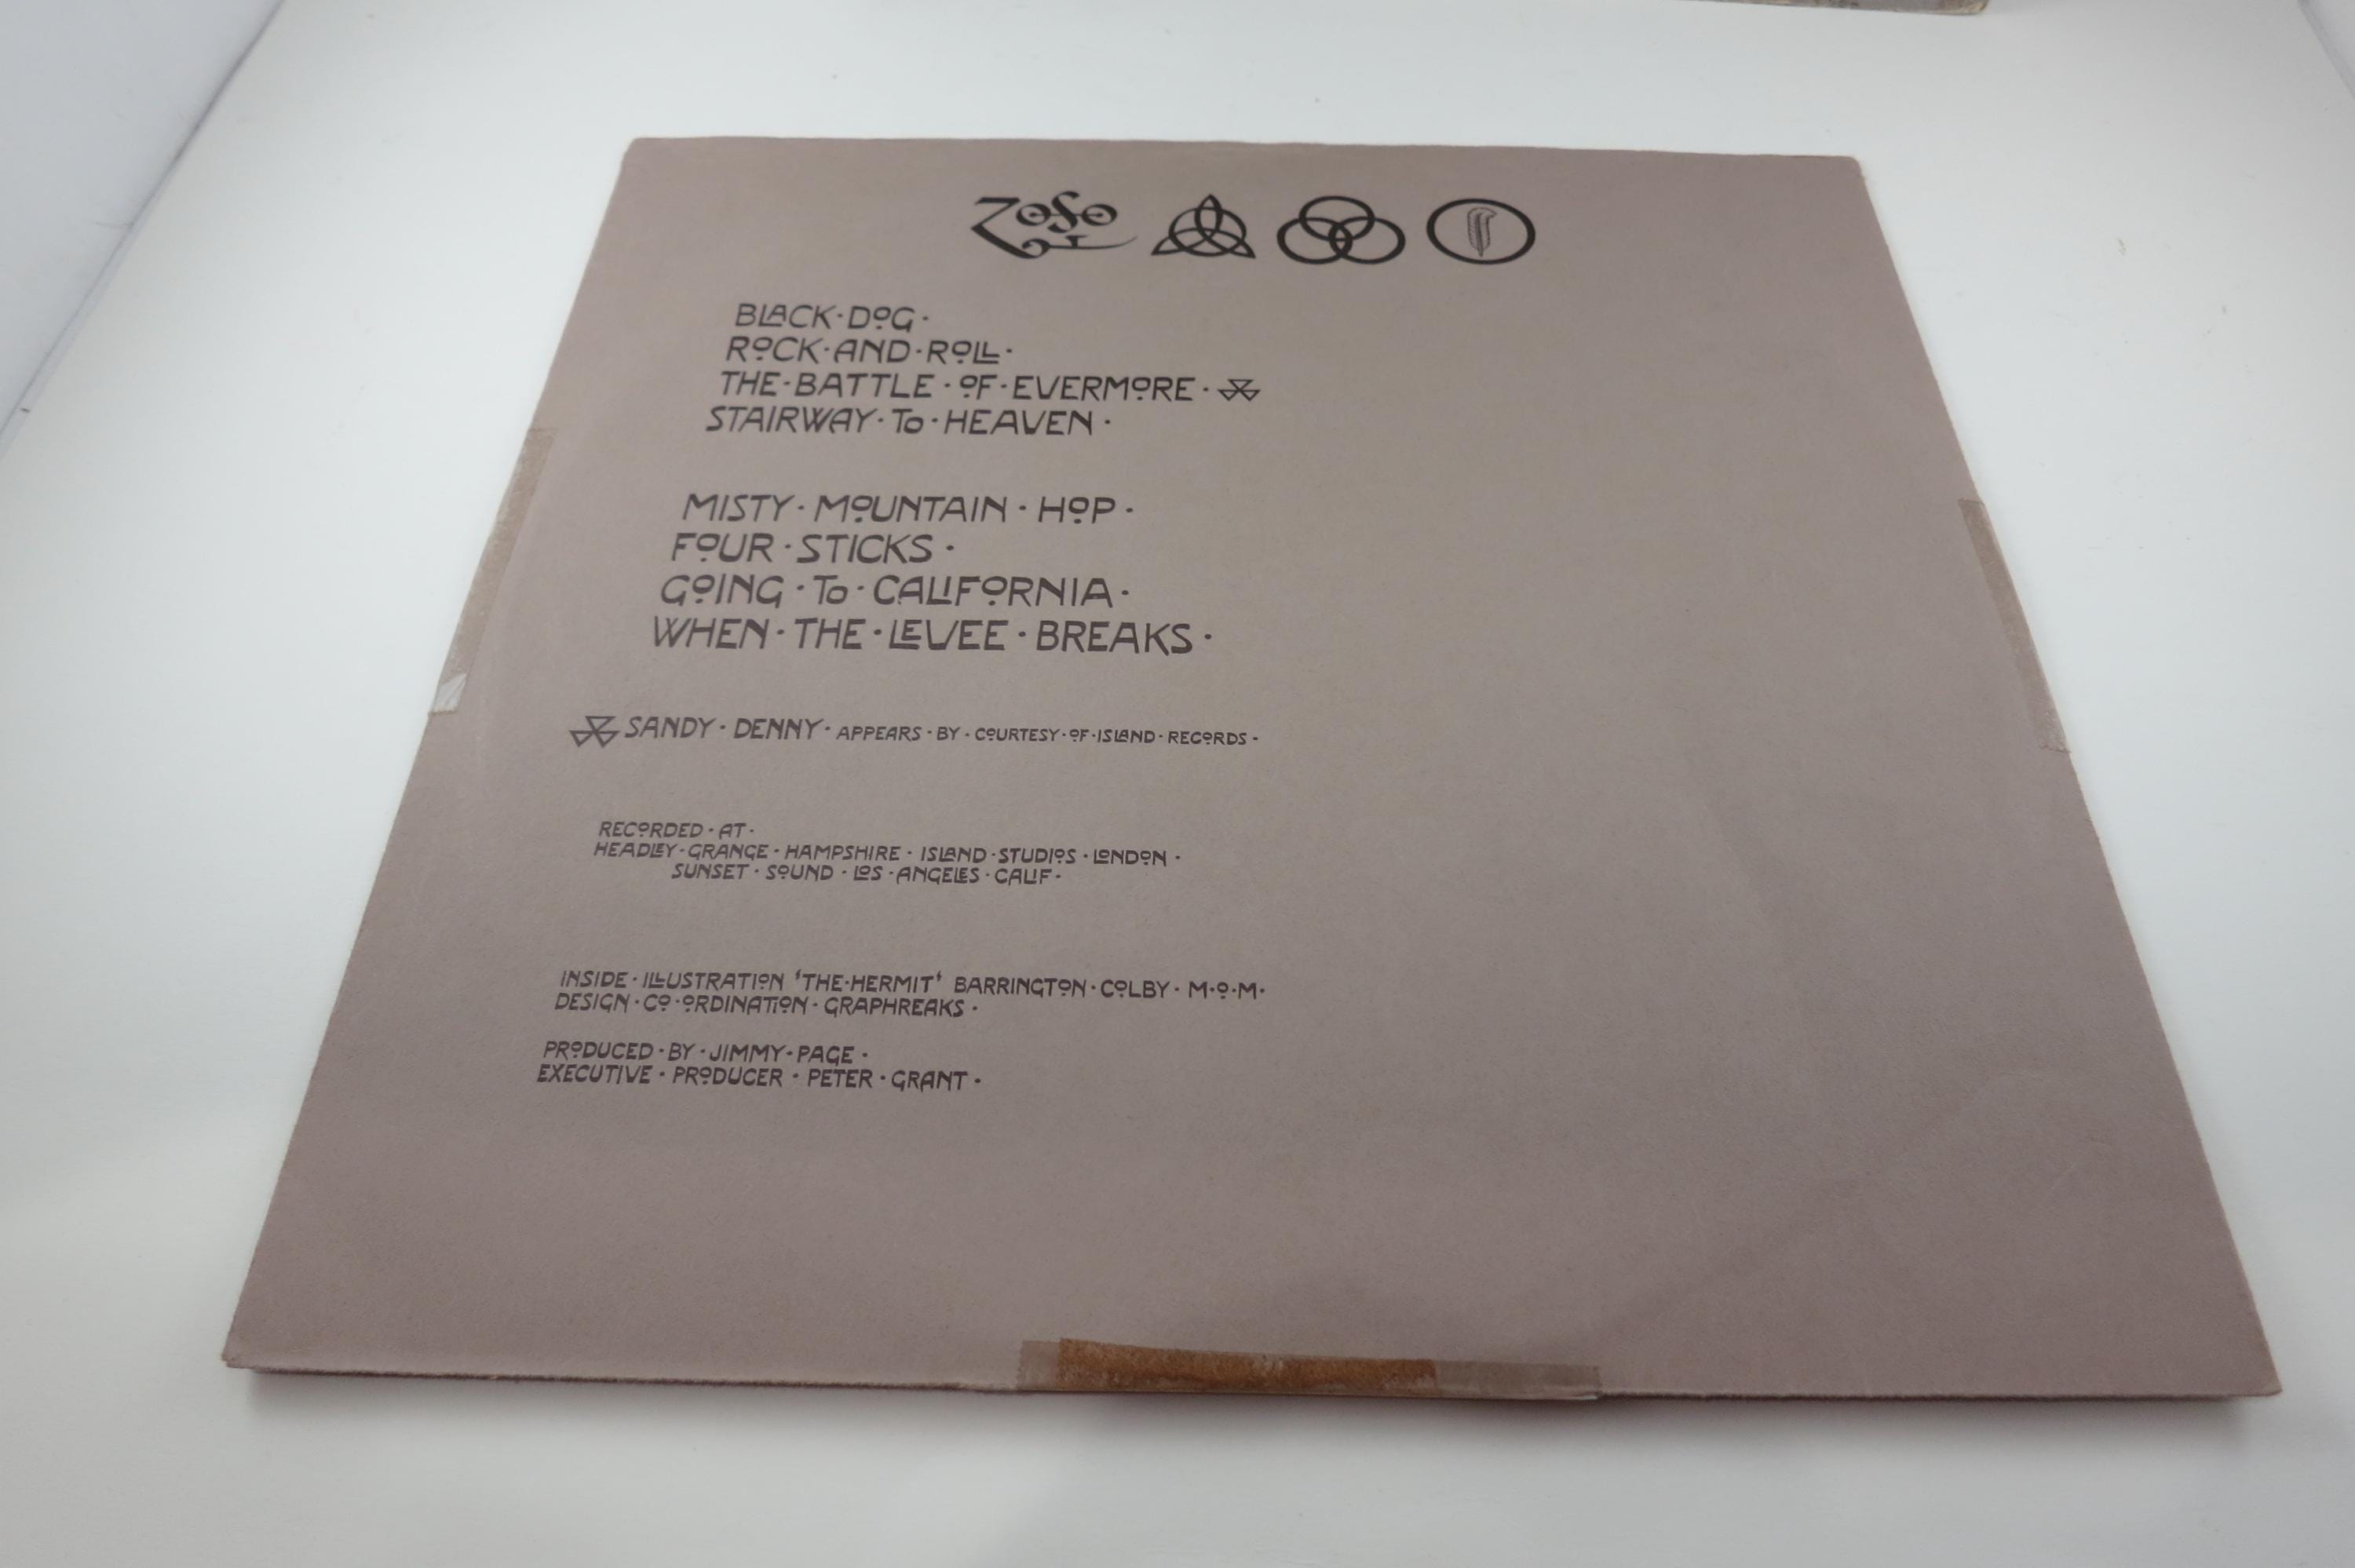 ZOSO
BLACK·DOG·
ROCK·AND·ROLL·
THE·BATTLE·OF·EVERMORE·
STAIRWAY·To·HEAVEN·
MISTY·MOUNTAIN·HOP·
FOUR·STICKS·
GOING·To·CALIFORNIA·
WHEN·THE·LEVEE·BREAKS·
SANDY·DENNY·APPEARS·BY·COURTESY·OF·ISLAND·RECORDS·
RECORDED·AT·
HEADLEY·GRANGE·HAMPSHIRE·ISLAND·STUDIOS·LONDON·
SUNSET·SOUND·LOS·ANGELES·CALIF·
INSIDE·ILLUSTRATION 'THE·HERMIT' BARRINGTON·COLBY·M·O·M·
DESIGN·CO·ORDINATION·GRAPHREAKS·
PRODUCED·BY·JIMMY·PAGE·
EXECUTIVE·PRODUCER·PETER·GRANT·